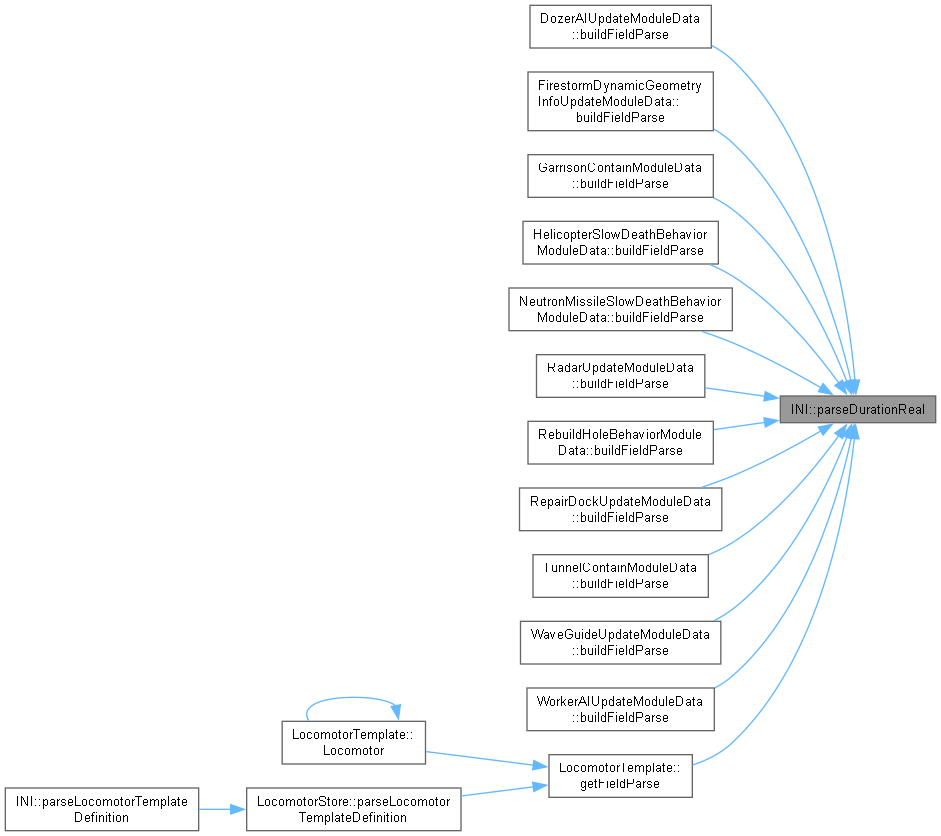 DozerAIUpdateModuleData
::buildFieldParse
FirestormDynamicGeometry
InfoUpdateModuleData::
buildFieldParse
GarrisonContainModuleData
::buildFieldParse
HelicopterSlowDeathBehavior
ModuleData::buildFieldParse
NeutronMissileSlowDeathBehavior
ModuleData::buildFieldParse
RadarUpdateModuleData
::buildFieldParse
INI::parseDurationReal
RebuildHoleBehaviorModule
Data::buildFieldParse
RepairDockUpdateModuleData
::buildFieldParse
TunnelContainModuleData
::buildFieldParse
WaveGuideUpdateModuleData
::buildFieldParse
WorkerAIUpdateModuleData
::buildFieldParse
LocomotorTemplate::
Locomotor
LocomotorTemplate::
getFieldParse
INI::parseLocomotorTemplate
Definition
LocomotorStore::parseLocomotor
TemplateDefinition